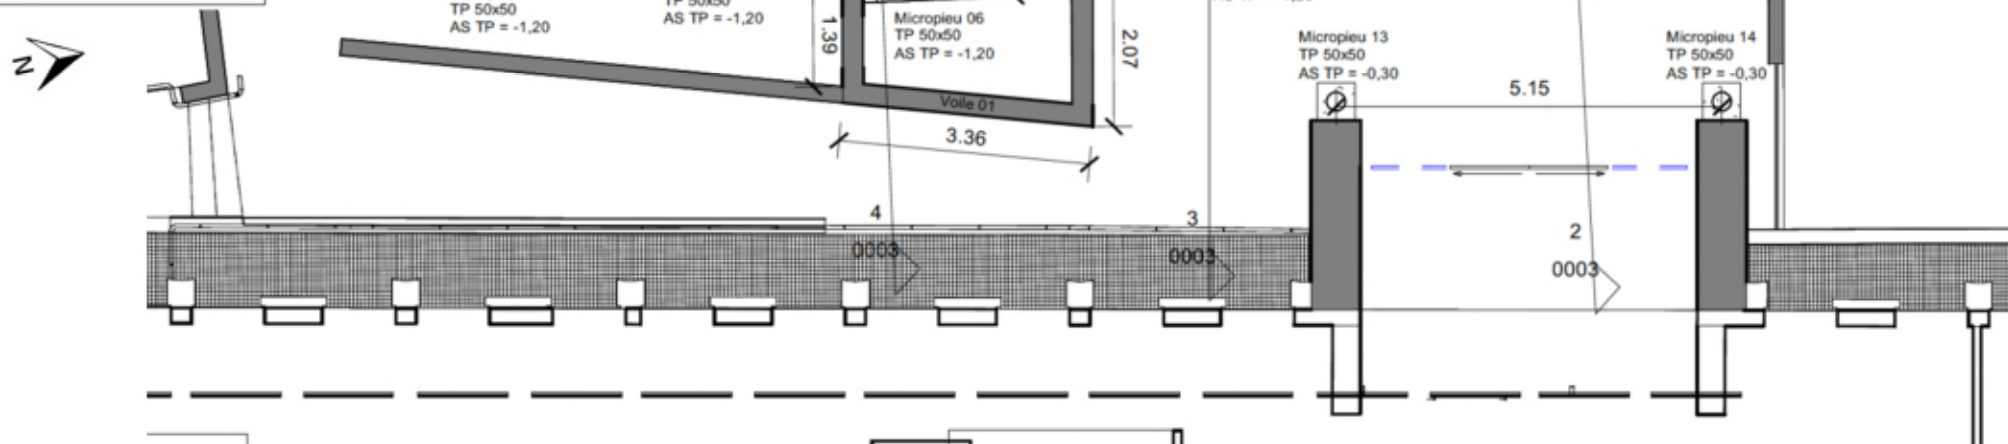 TP 50x50
AS TP = -1,20
TP 50x50
AS TP = -1,20
1.39
Micropieu 06
TP 50x50
AS TP = -1,20
2.07
Micropieu 13
TP 50x50
AS TP = -0,30
Micropieu 14
TP 50x50
AS TP = -0,30
N
5.15
Voile 01
3.36
4
0003
3
0003
2
0003